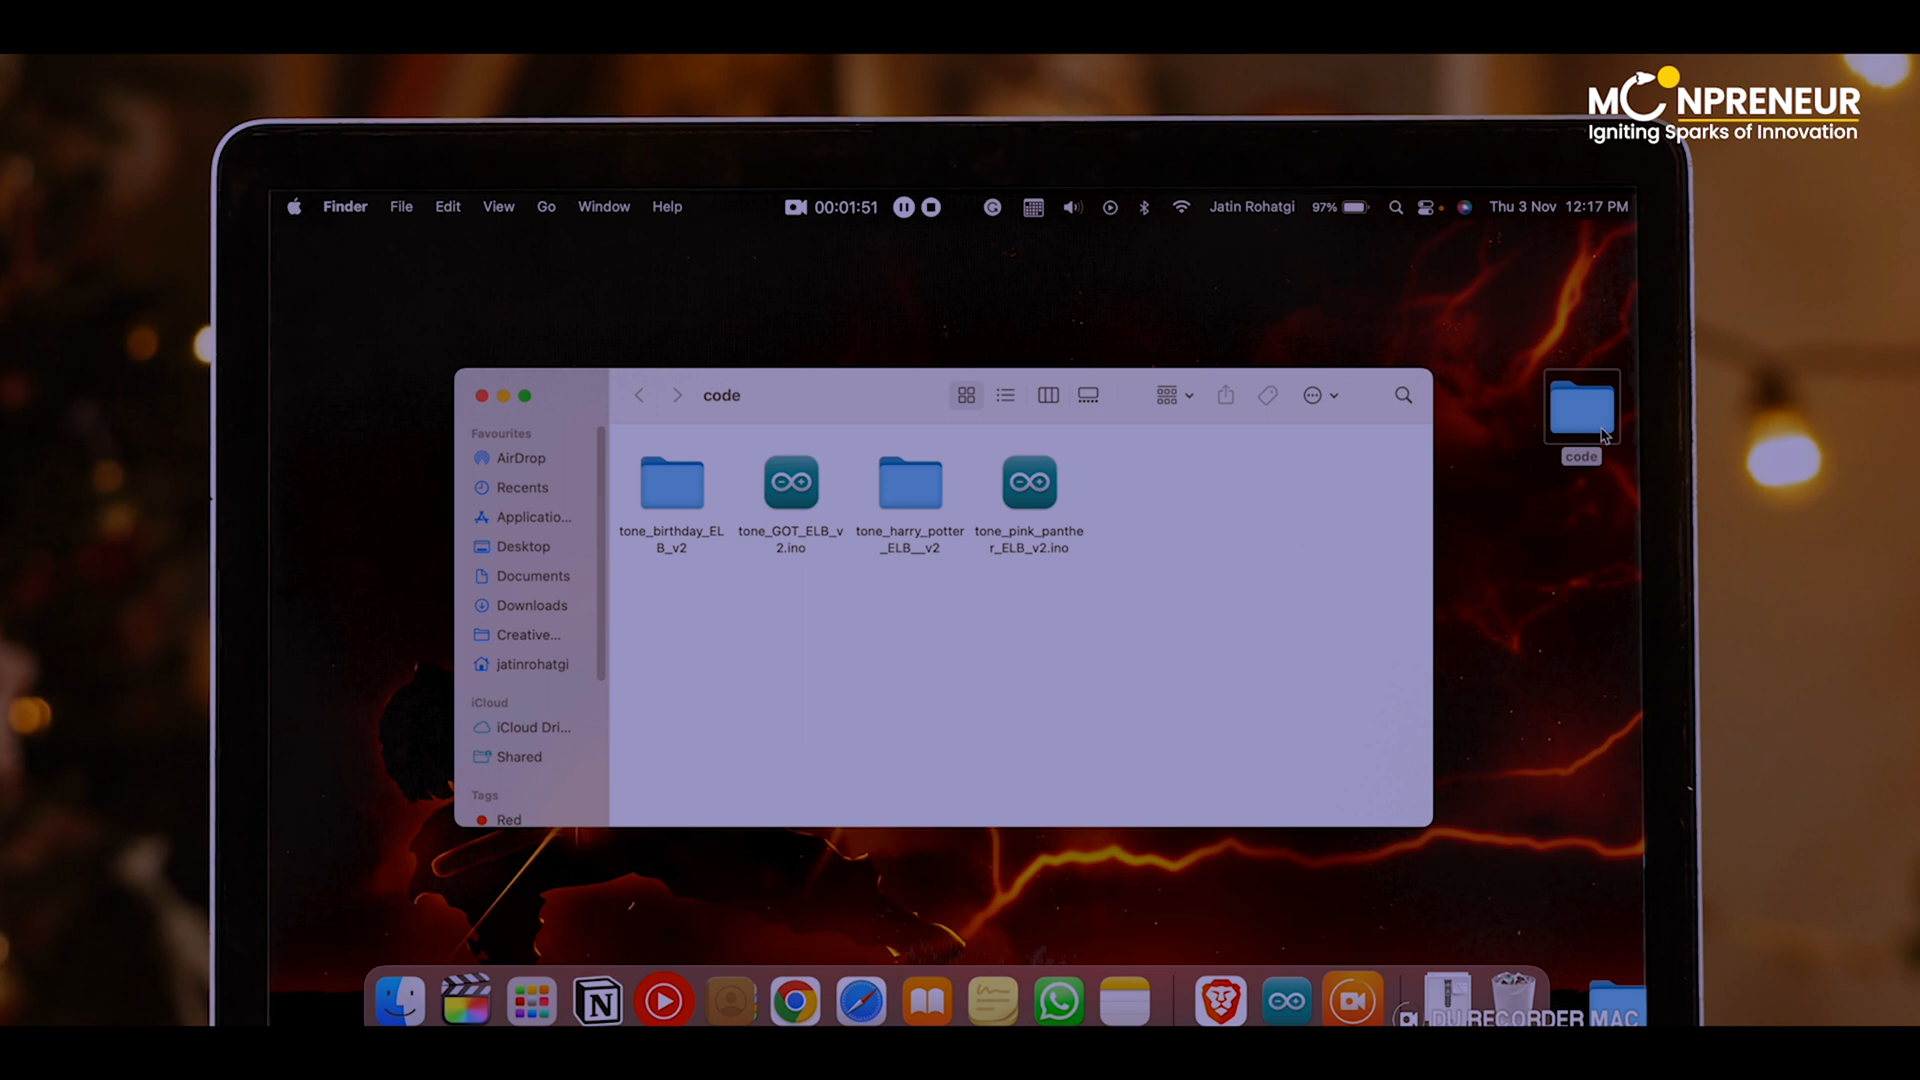 MOONPRENEUR
Igniting Sparks of Innovation
Finder File Edit View Go Window Help 00:01:51 Jatin Rohatgi 97% Thu 3 Nov 12:17 PM
code
Favourites
AirDrop
Recents
Applicatio...
Desktop
Documents
Downloads
Creative...
jatinrohatgi
iCloud
iCloud Dri...
Shared
Tags
Red
tone_birthday_EL
B_v2
tone_GOT_ELB_v
2.ino
tone_harry_potter
_ELB__v2
tone_pink_panthe
r_ELB_v2.ino
code
DU RECORDER MAC